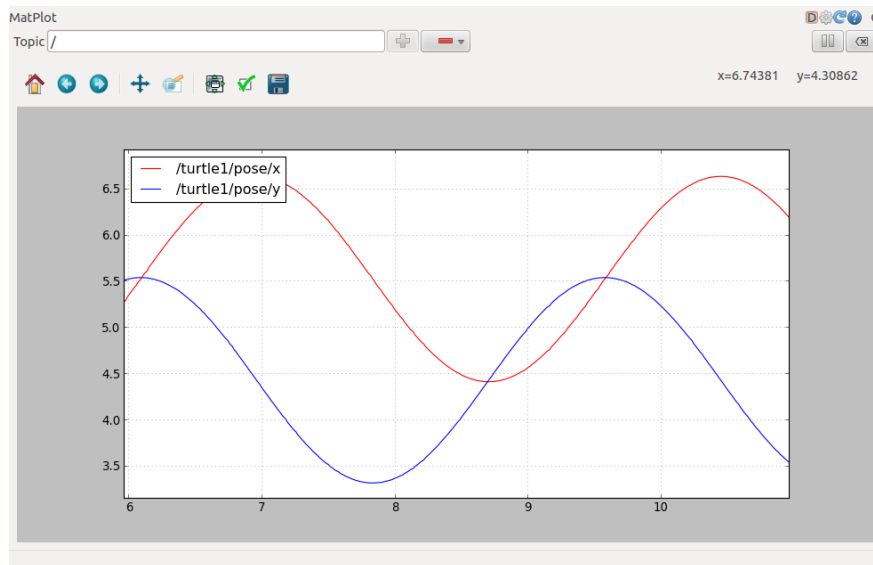 MatPlot
D
Topic /
x=6.74381 y=4.30862
/turtle1/pose/x
/turtle1/pose/y
6.5
6.0
5.5
5.0
4.5
4.0
3.5
6 7 8 9 10